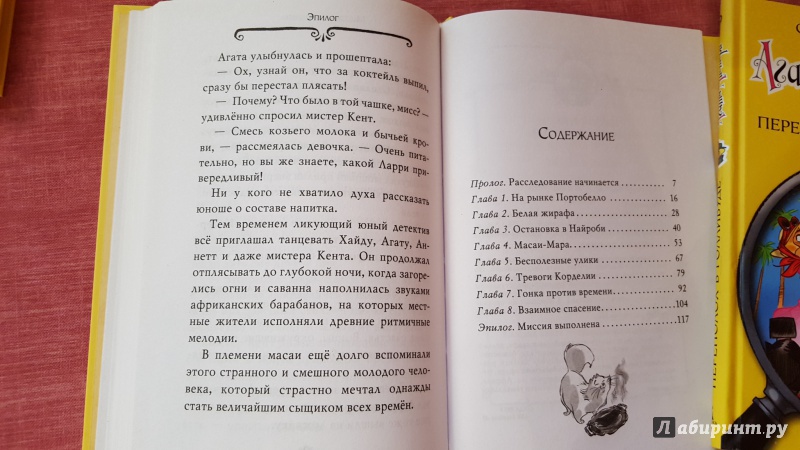 Эпилог
Агата улыбнулась и прошептала:
— Ох, узнай он, что за коктейль выпил,
сразу бы перестал плясать!
— Почему? Что было в той чашке, мисс? —
удивлённо спросил мистер Кент.
— Смесь козьего молока и бычьей кро-
ви, — рассмеялась девочка. — Очень пита-
тельно, но вы же знаете, какой Ларри при-
вередливый!
Ни у кого не хватило духа рассказать
юноше о составе напитка.
Тем временем ликующий юный детектив
всё приглашал танцевать Хайду, Агату, Ан-
нетт и даже мистера Кента. Он продолжал
отплясывать до глубокой ночи, когда загоре-
лись огни и саванна наполнилась звуками
африканских барабанов, на которых мест-
ные жители исполняли древние ритмичные
мелодии.
В племени масаи ещё долго вспоминали
этого странного и смешного молодого чело-
века, который страстно мечтал однажды
стать величайшим сыщиком всех времён.
Содержание
Пролог. Расследование начинается ........... 7
Глава 1. На рынке Портобелло ........... 16
Глава 2. Белая жирафа ........... 28
Глава 3. Остановка в Найроби ........... 40
Глава 4. Масаи-Мара ........... 53
Глава 5. Бесполезные улики ........... 67
Глава 6. Тревоги Корделии ........... 79
Глава 7. Гонка против времени ........... 92
Глава 8. Взаимное спасение ........... 104
Эпилог. Миссия выполнена ........... 117
Ага
ПЕРЕ
ПЕРЕПОЛОХ В ГОЛЛИВУДЕ
Лабиринт.ру